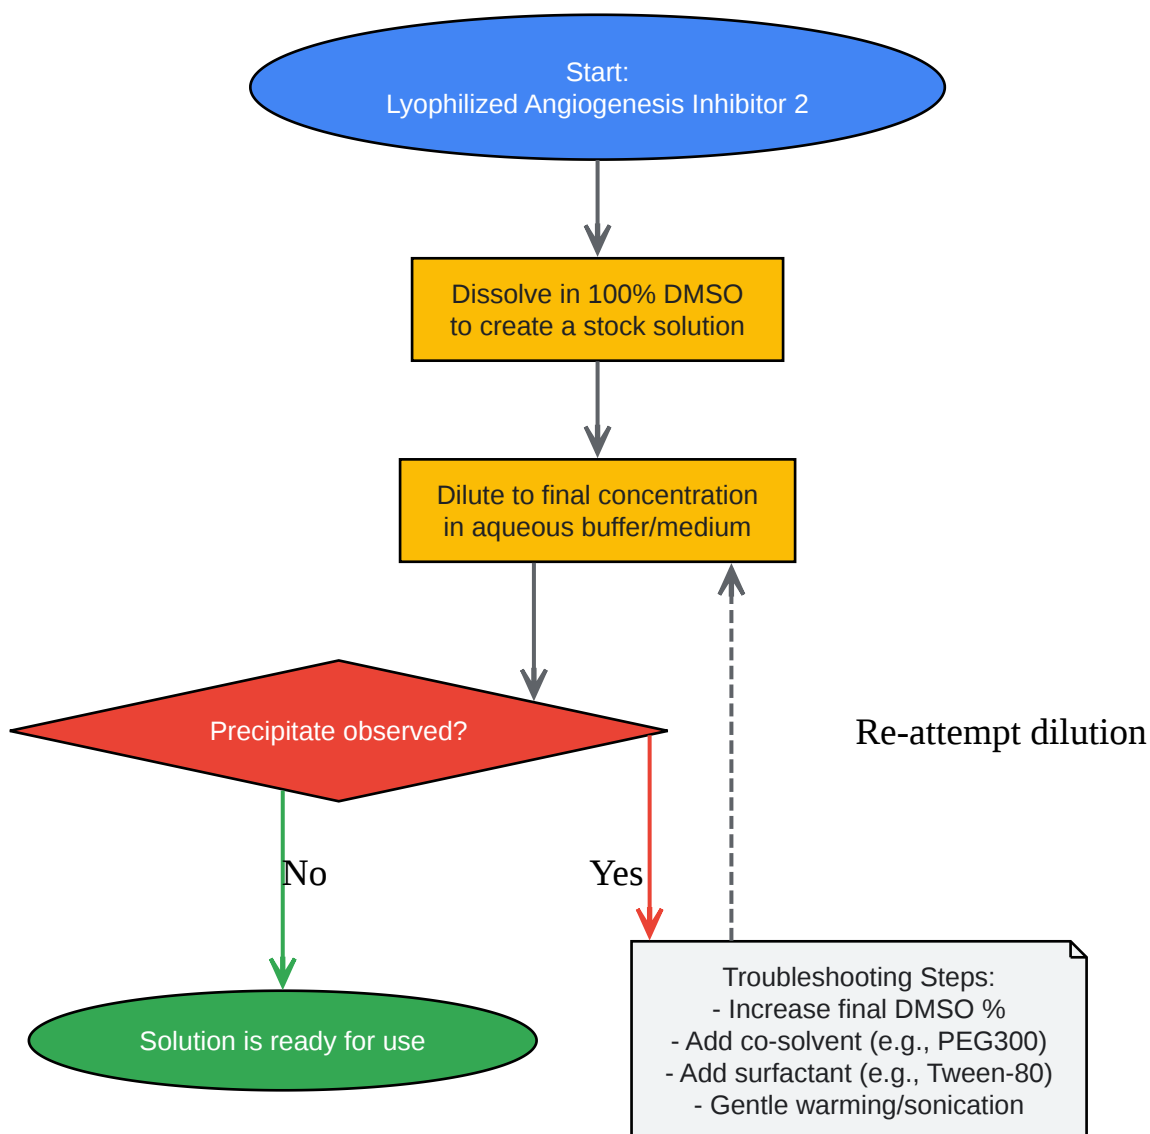 Start:
Lyophilized Angiogenesis Inhibitor 2
Dissolve in 100% DMSO
to create a stock solution
Dilute to final concentration
in aqueous buffer/medium
Precipitate observed?
Re-attempt dilution
No
Yes
Solution is ready for use
Troubleshooting Steps:
- Increase final DMSO %
- Add co-solvent (e.g., PEG300)
- Add surfactant (e.g., Tween-80)
- Gentle warming/sonication